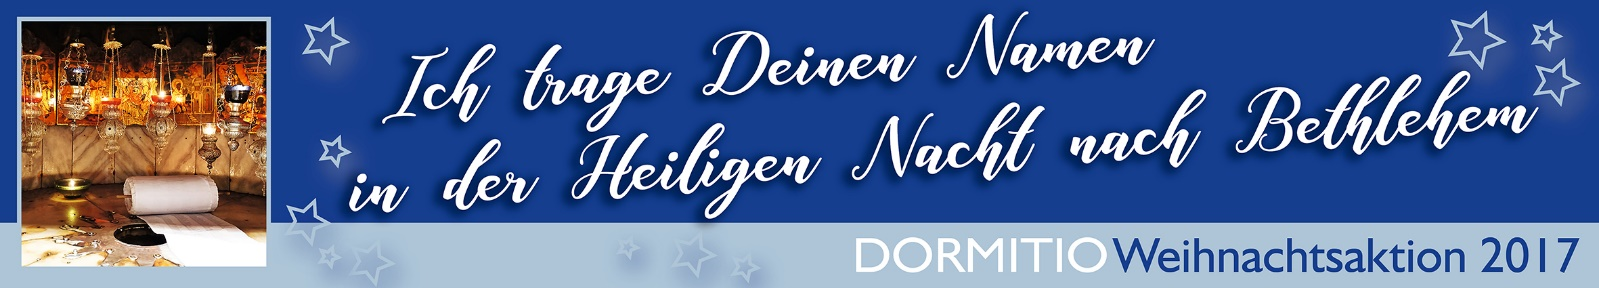 Ich trage Deinen Namen
in der Heiligen Nacht nach Bethlehem
DORMITIO Weihnachtsaktion 2017